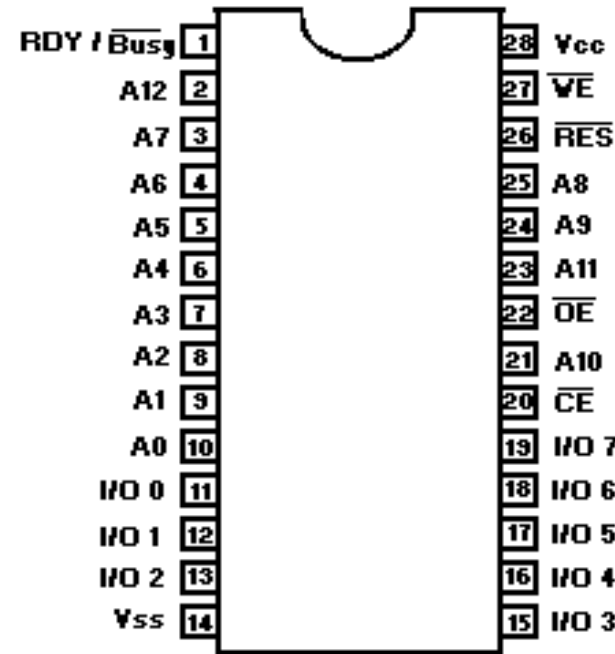 RDY / Busy 1 28 Vcc
A12 2 27 WE
A7 3 26 RES
A6 4 25 A8
A5 5 24 A9
A4 6 23 A11
A3 7 22 OE
A2 8 21 A10
A1 9 20 CE
A0 10 19 I/O 7
I/O 0 11 18 I/O 6
I/O 1 12 17 I/O 5
I/O 2 13 16 I/O 4
Vss 14 15 I/O 3